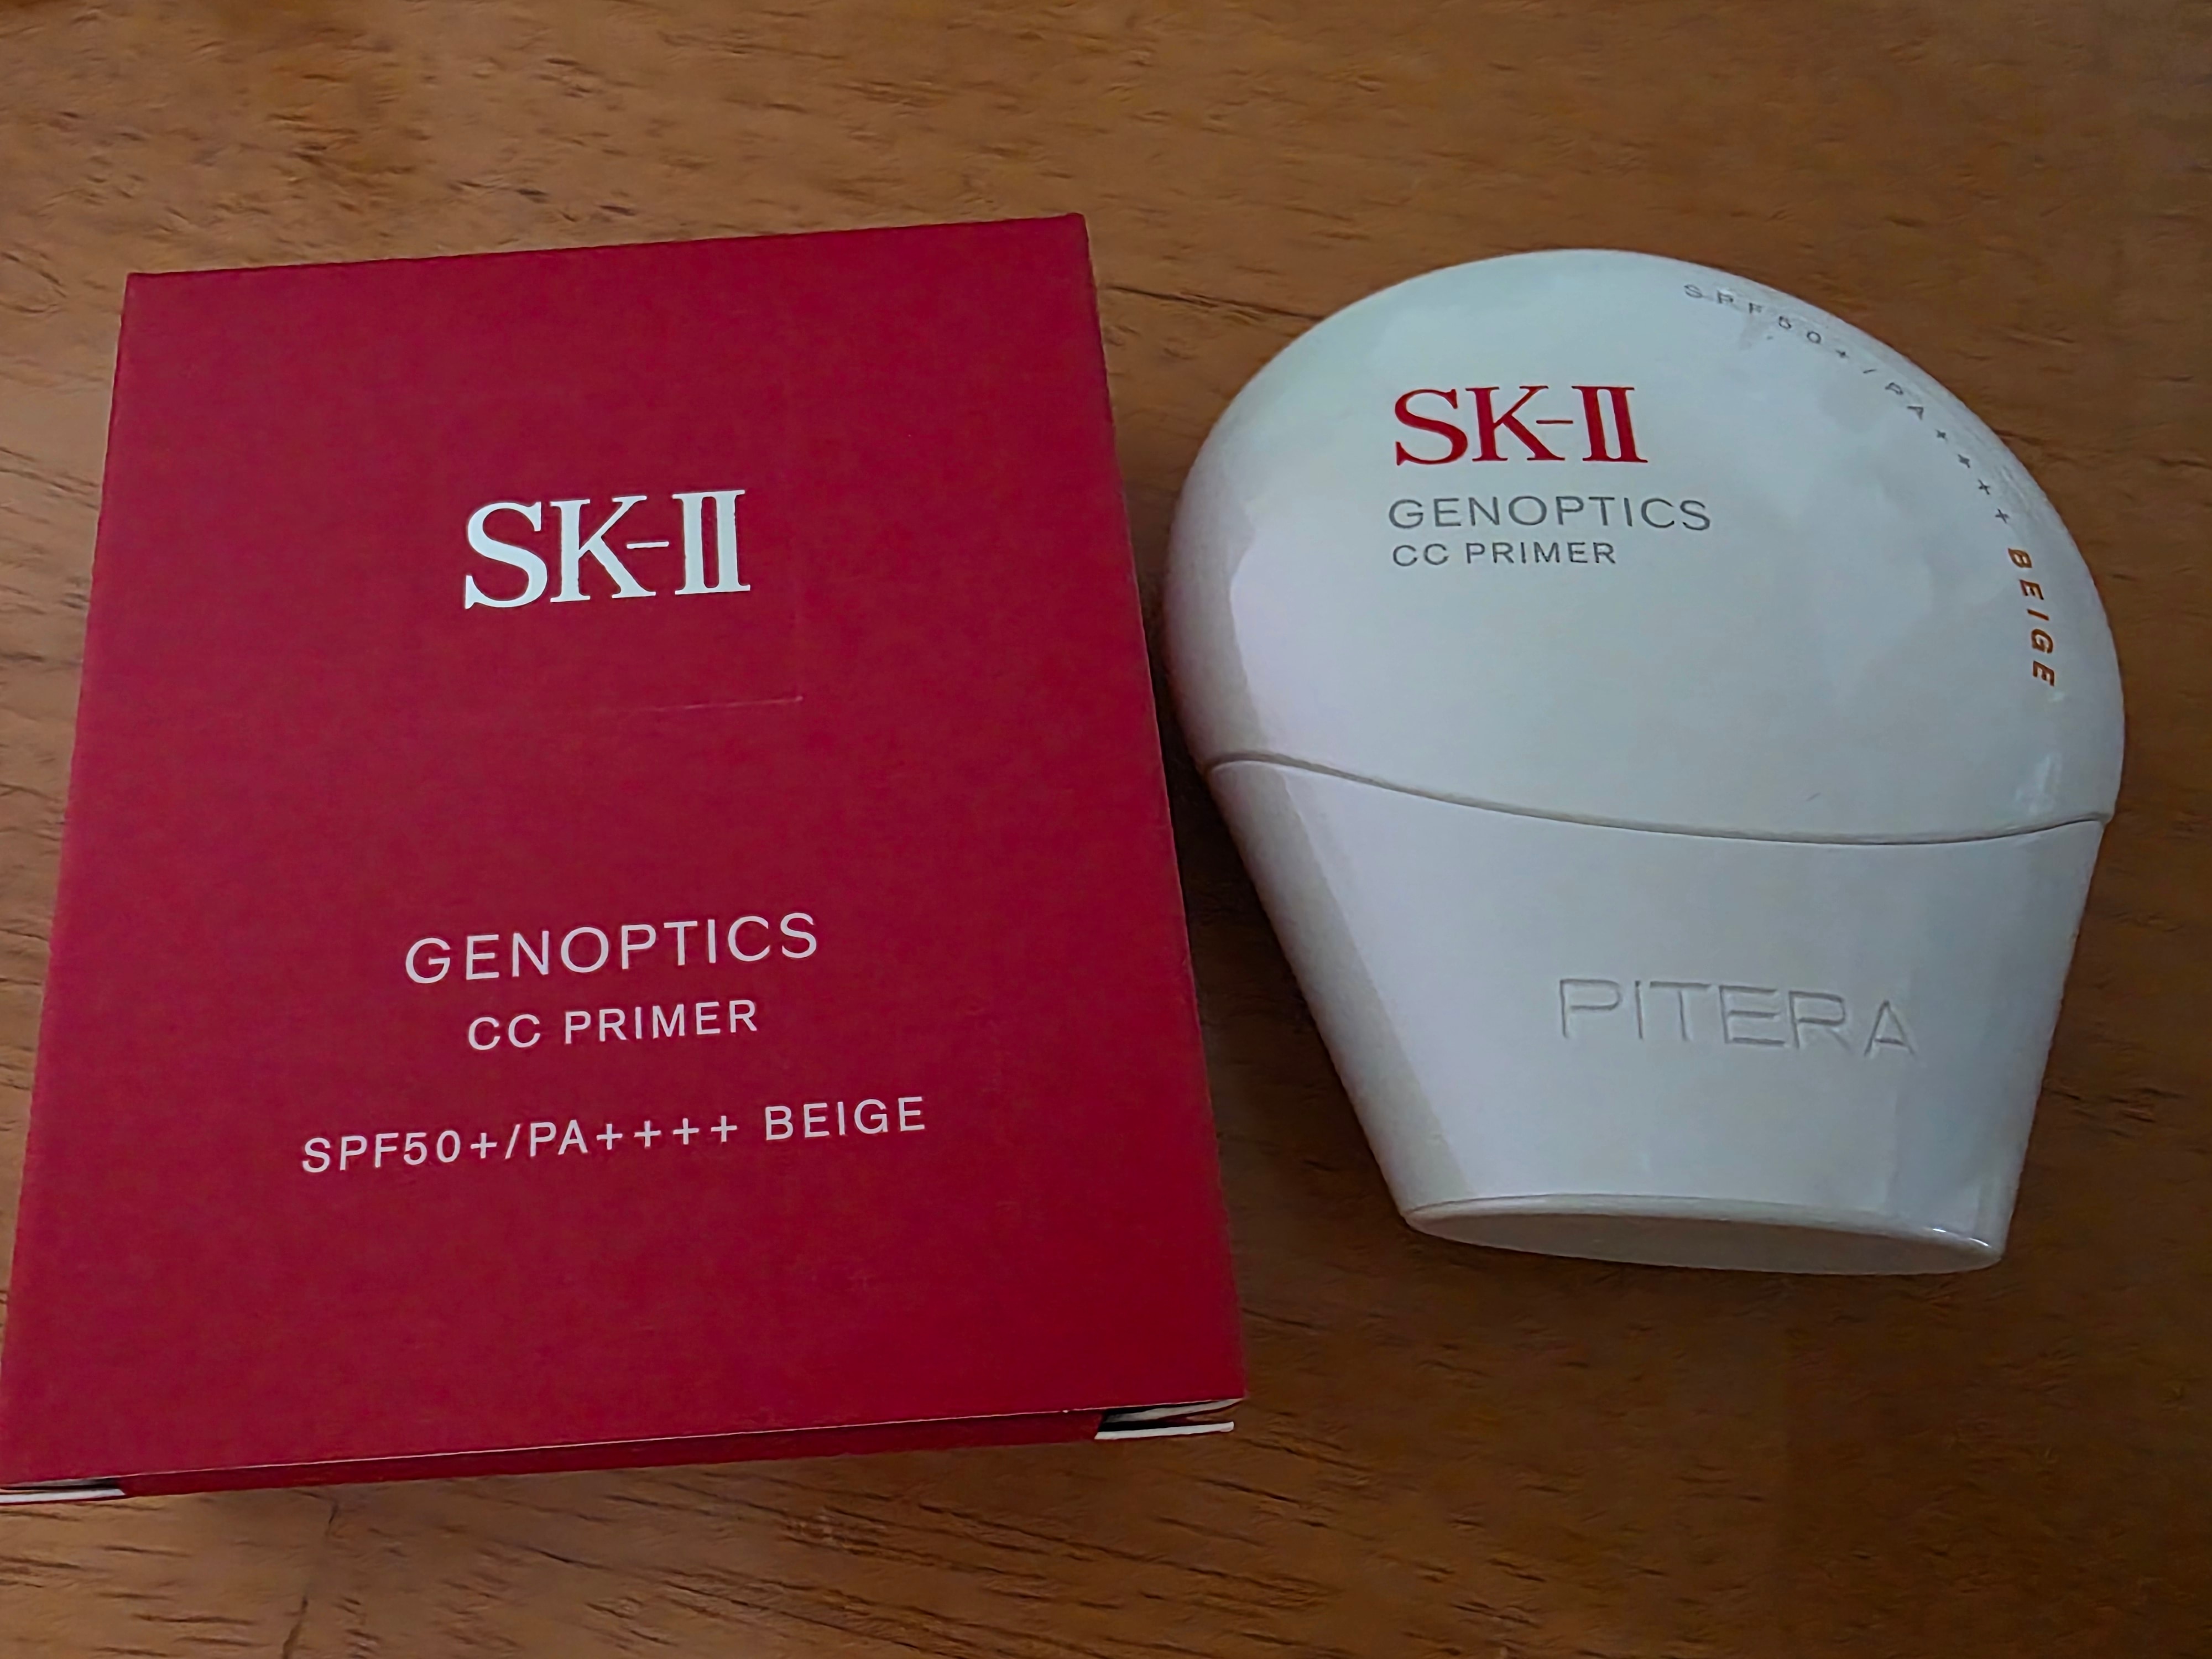 SK-II
GENOPTICS
CC PRIMER
SPF50+/PA++++ BEIGE
SK-II
GENOPTICS
CC PRIMER
SPF50+/PA++++ BEIGE
PITERA